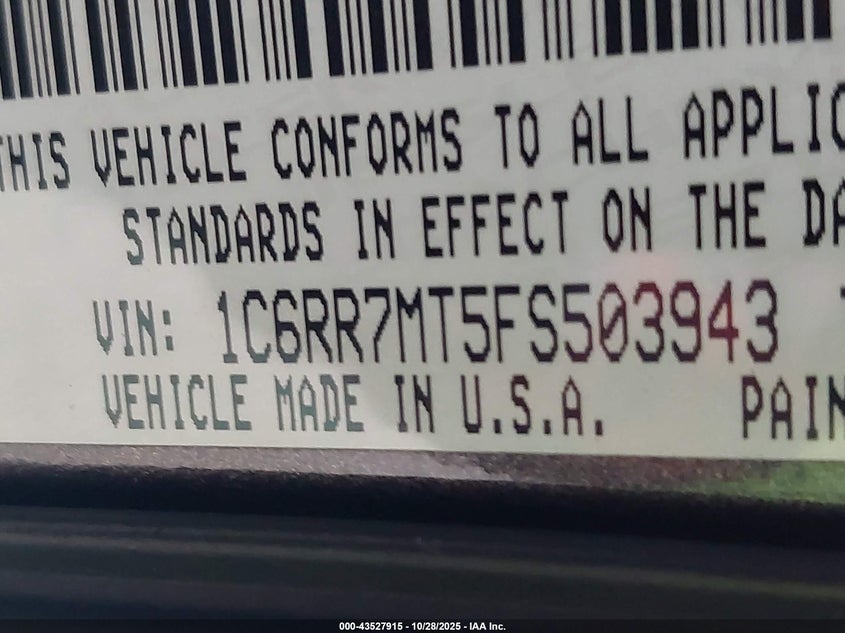 THIS VEHICLE CONFORMS TO ALL APPLIC
STANDARDS IN EFFECT ON THE DA
VIN: 1C6RR7MT5FS503943
VEHICLE MADE IN U.S.A. PAIN
000-43527915 - 10/28/2025 - IAA Inc.